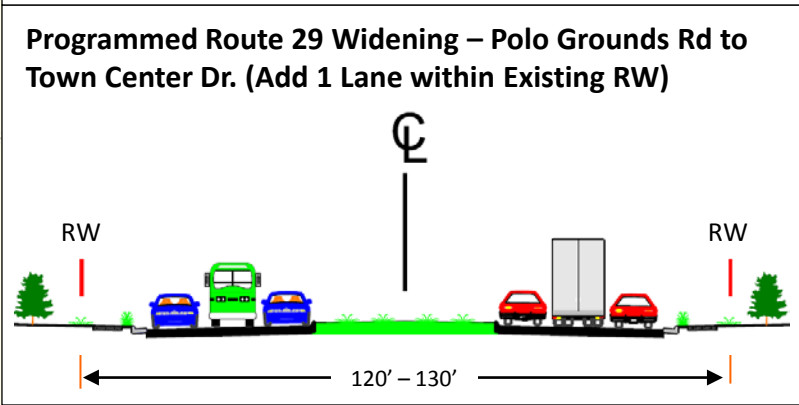 Programmed Route 29 Widening – Polo Grounds Rd to
Town Center Dr. (Add 1 Lane within Existing RW)
℄
RW
RW
120’ – 130’